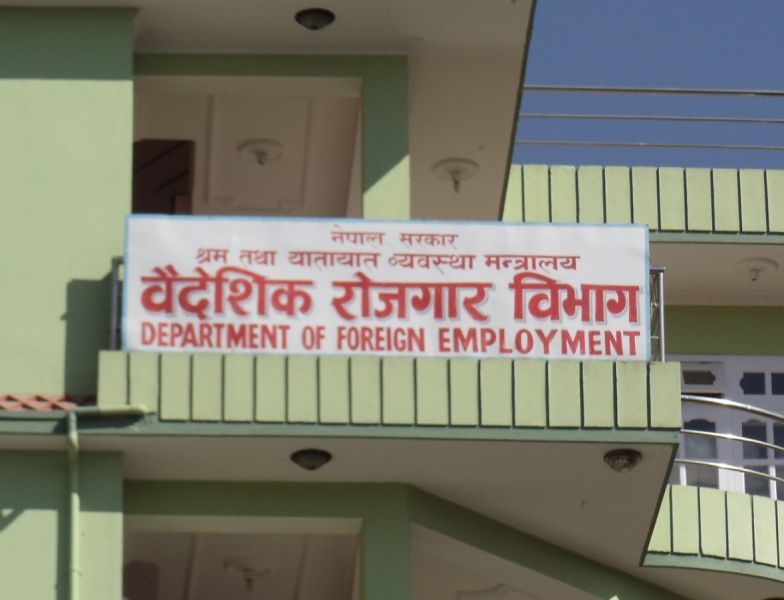 नेपाल सरकार
श्रम तथा यातायात व्यवस्था मन्त्रालय
वैदेशिक रोजगार विभाग
DEPARTMENT OF FOREIGN EMPLOYMENT